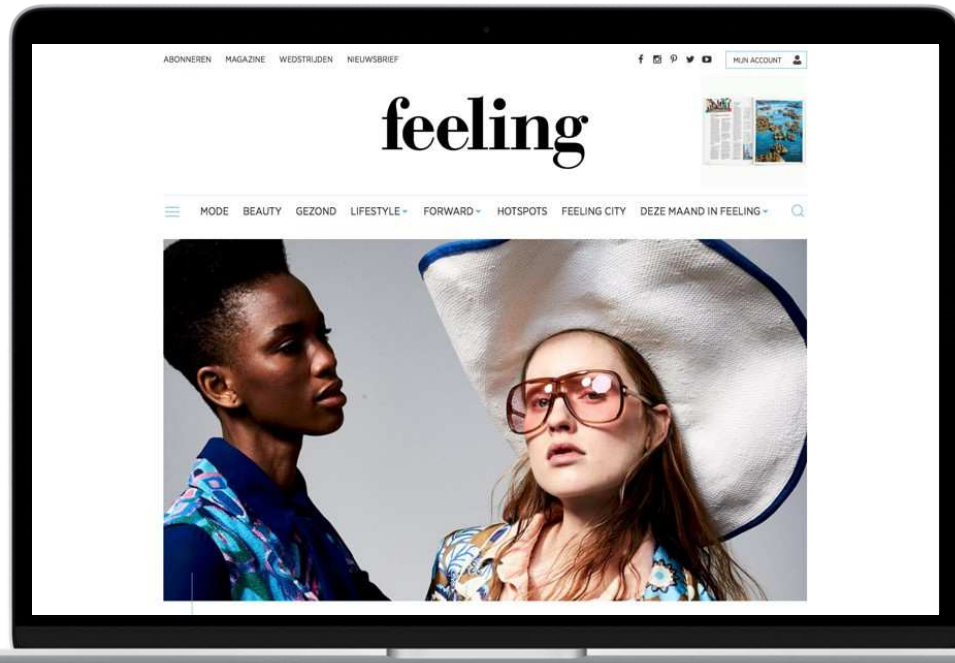 ABONNEREN MAGAZINE WEDSTRIJDEN NIEUWSBRIEF MIJN ACCOUNT
feeling
MODE BEAUTY GEZOND LIFESTYLE FORWARD HOTSPOTS FEELING CITY DEZE MAAND IN FEELING